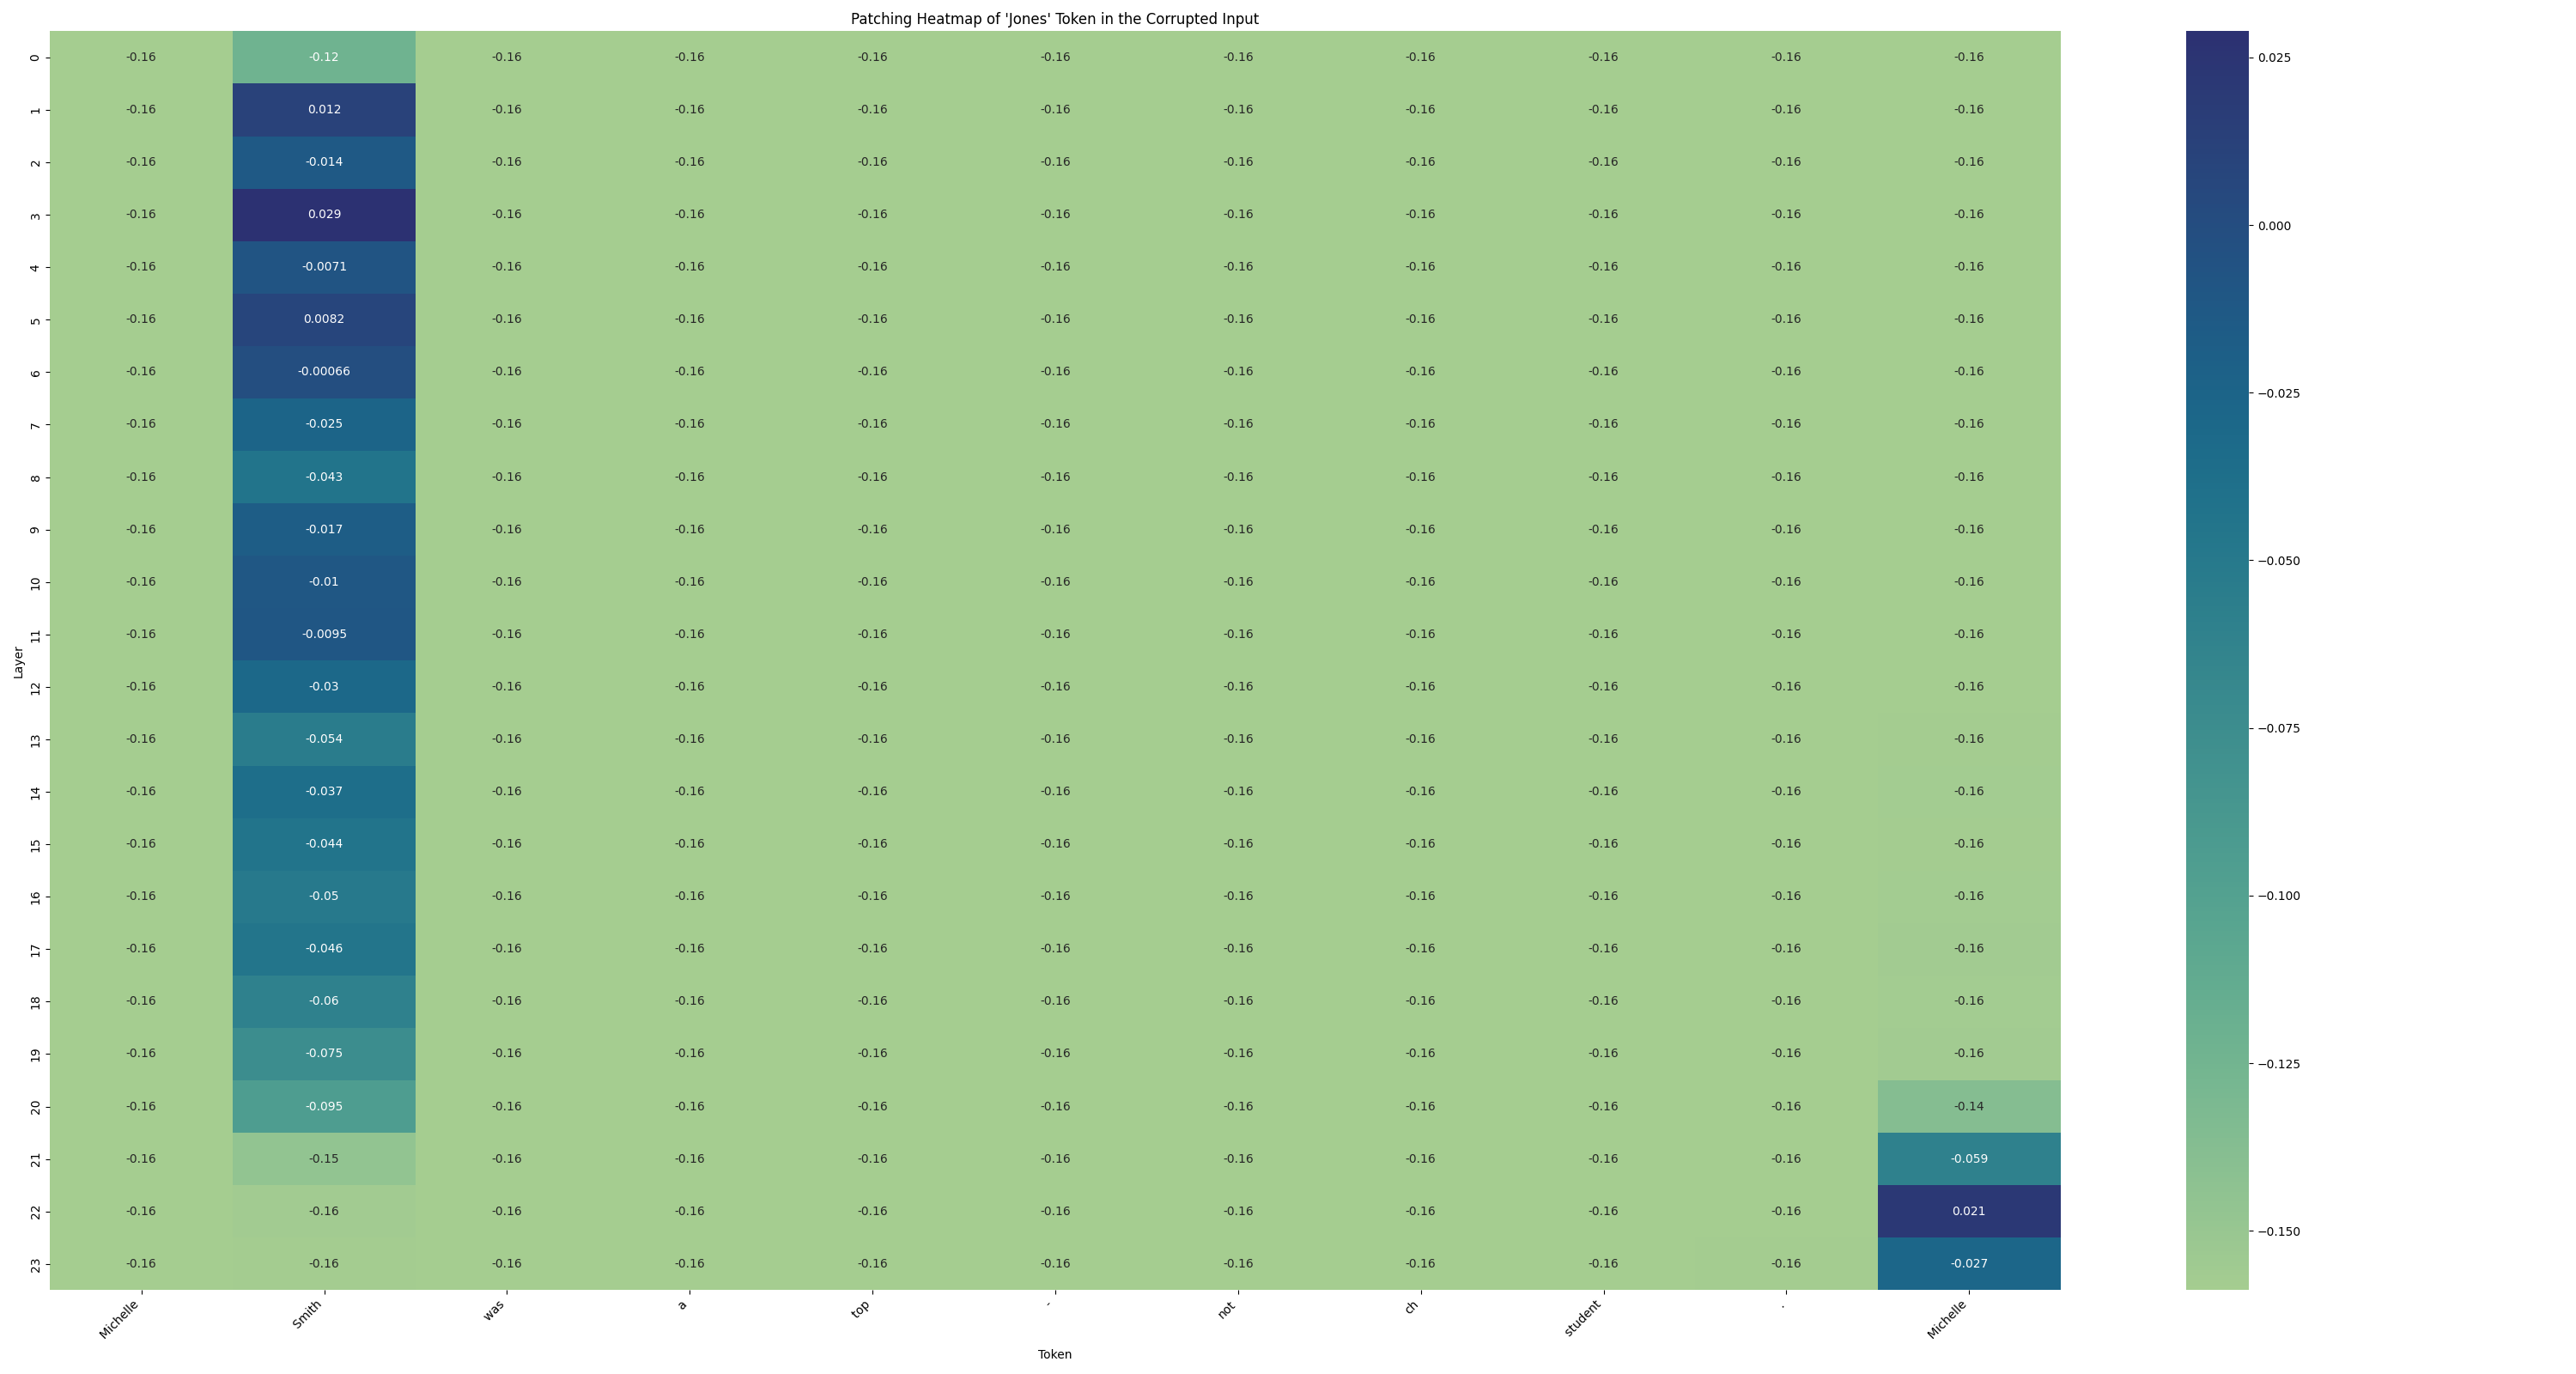 Patching Heatmap of 'Jones' Token in the Corrupted Input
0 -0.16 -0.12 -0.16 -0.16 -0.16 -0.16 -0.16 -0.16 -0.16 -0.16 -0.16
1 -0.16 0.012 -0.16 -0.16 -0.16 -0.16 -0.16 -0.16 -0.16 -0.16 -0.16
2 -0.16 -0.014 -0.16 -0.16 -0.16 -0.16 -0.16 -0.16 -0.16 -0.16 -0.16
3 -0.16 0.029 -0.16 -0.16 -0.16 -0.16 -0.16 -0.16 -0.16 -0.16 -0.16
4 -0.16 -0.0071 -0.16 -0.16 -0.16 -0.16 -0.16 -0.16 -0.16 -0.16 -0.16
5 -0.16 0.0082 -0.16 -0.16 -0.16 -0.16 -0.16 -0.16 -0.16 -0.16 -0.16
6 -0.16 -0.00066 -0.16 -0.16 -0.16 -0.16 -0.16 -0.16 -0.16 -0.16 -0.16
7 -0.16 -0.025 -0.16 -0.16 -0.16 -0.16 -0.16 -0.16 -0.16 -0.16 -0.16
8 -0.16 -0.043 -0.16 -0.16 -0.16 -0.16 -0.16 -0.16 -0.16 -0.16 -0.16
9 -0.16 -0.017 -0.16 -0.16 -0.16 -0.16 -0.16 -0.16 -0.16 -0.16 -0.16
10 -0.16 -0.01 -0.16 -0.16 -0.16 -0.16 -0.16 -0.16 -0.16 -0.16 -0.16
11 -0.16 -0.0095 -0.16 -0.16 -0.16 -0.16 -0.16 -0.16 -0.16 -0.16 -0.16
12 -0.16 -0.03 -0.16 -0.16 -0.16 -0.16 -0.16 -0.16 -0.16 -0.16 -0.16
13 -0.16 -0.054 -0.16 -0.16 -0.16 -0.16 -0.16 -0.16 -0.16 -0.16 -0.16
14 -0.16 -0.037 -0.16 -0.16 -0.16 -0.16 -0.16 -0.16 -0.16 -0.16 -0.16
15 -0.16 -0.044 -0.16 -0.16 -0.16 -0.16 -0.16 -0.16 -0.16 -0.16 -0.16
16 -0.16 -0.05 -0.16 -0.16 -0.16 -0.16 -0.16 -0.16 -0.16 -0.16 -0.16
17 -0.16 -0.046 -0.16 -0.16 -0.16 -0.16 -0.16 -0.16 -0.16 -0.16 -0.16
18 -0.16 -0.06 -0.16 -0.16 -0.16 -0.16 -0.16 -0.16 -0.16 -0.16 -0.16
19 -0.16 -0.075 -0.16 -0.16 -0.16 -0.16 -0.16 -0.16 -0.16 -0.16 -0.16
20 -0.16 -0.095 -0.16 -0.16 -0.16 -0.16 -0.16 -0.16 -0.16 -0.16 -0.14
21 -0.16 -0.15 -0.16 -0.16 -0.16 -0.16 -0.16 -0.16 -0.16 -0.16 -0.059
22 -0.16 -0.16 -0.16 -0.16 -0.16 -0.16 -0.16 -0.16 -0.16 -0.16 0.021
23 -0.16 -0.16 -0.16 -0.16 -0.16 -0.16 -0.16 -0.16 -0.16 -0.16 -0.027
Layer
Michelle Smith was a top - not ch student . Michelle
Token
0.025
0.000
−0.025
−0.050
−0.075
−0.100
−0.125
−0.150